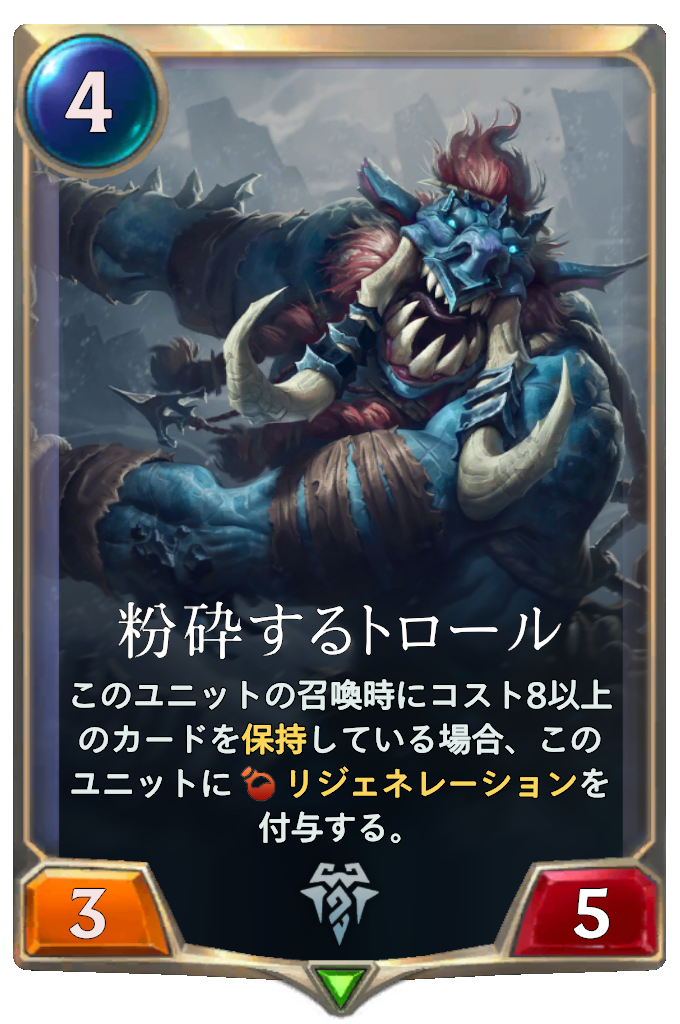 4
粉砕するトロール
このユニットの召喚時にコスト8以上
のカードを保持している場合、この
ユニットに リジェネレーションを
付与する。
3
5